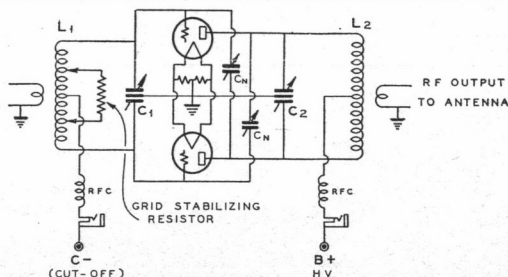 L1
L2
CN
C1
C2
CN
RF OUTPUT
TO ANTENNA
RFC
GRID STABILIZING
RESISTOR
RFC
C-
(CUT-OFF)
B+
HV